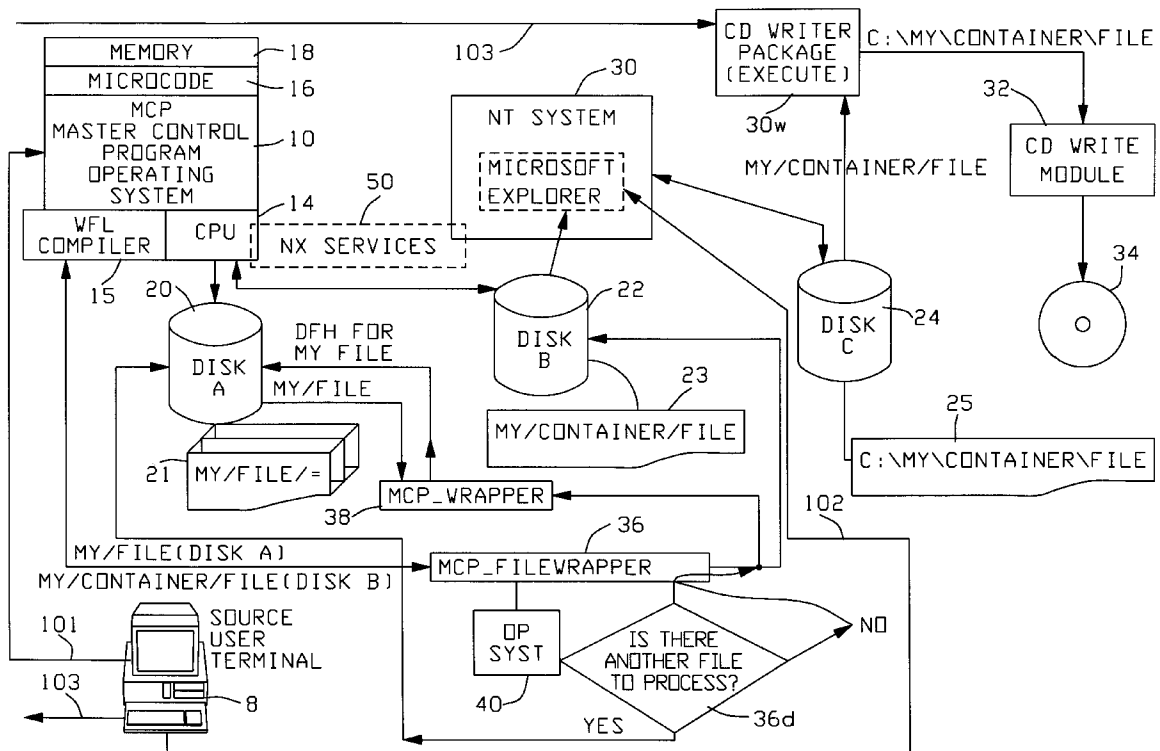 103
CD WRITER
PACKAGE
(EXECUTE)
30w
C:\MY\CONTAINER\FILE
MEMORY
18
MICROCODE
16
MCP
MASTER CONTROL
PROGRAM
OPERATING
SYSTEM
10
14
WFL
COMPILER
15
CPU
50
NX SERVICES
30
NT SYSTEM
MICROSOFT
EXPLORER
MY/CONTAINER/FILE
32
CD WRITE
MODULE
34
20
DISK
A
DFH FOR
MY FILE
MY/FILE
22
DISK
B
DISK
C
24
23
MY/CONTAINER/FILE
25
C:\MY\CONTAINER\FILE
21
MY/FILE/=
MCP_WRAPPER
38
102
MY/FILE(DISK A)
MY/CONTAINER/FILE(DISK B)
36
MCP_FILEWRAPPER
OP
SYST
40
IS THERE
ANOTHER FILE
TO PROCESS?
36d
NO
YES
101
103
SOURCE
USER
TERMINAL
8